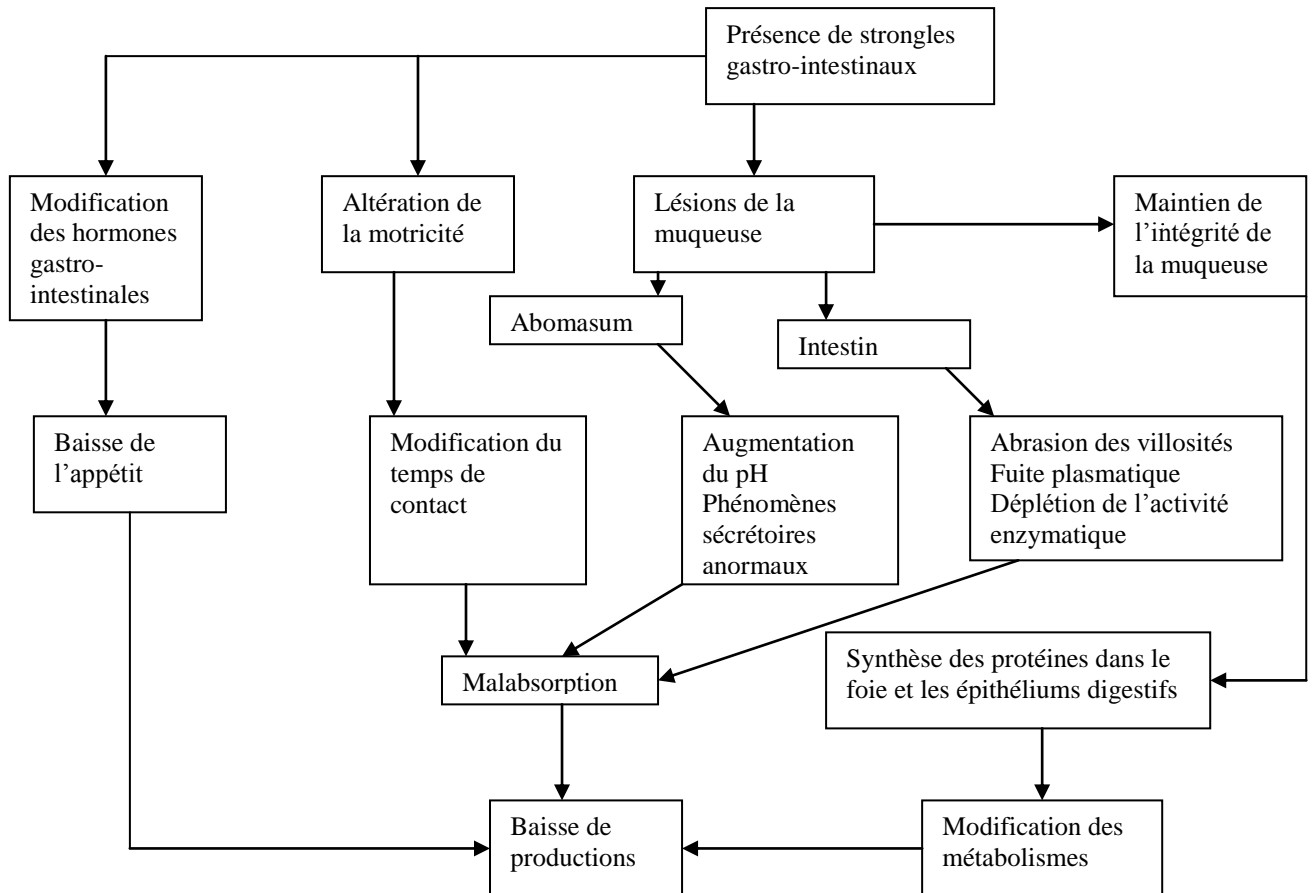 Présence de strongles
gastro-intestinaux
Modification
des hormones
gastro-
intestinales
Altération de
la motricité
Lésions de la
muqueuse
Maintien de
l’intégrité de
la muqueuse
Abomasum
Intestin
Baisse de
l’appétit
Modification du
temps de
contact
Augmentation
du pH
Phénomènes
sécrétoires
anormaux
Abrasion des villosités
Fuite plasmatique
Déplétion de l’activité
enzymatique
Malabsorption
Synthèse des protéines dans le
foie et les épithéliums digestifs
Baisse de
productions
Modification des
métabolismes